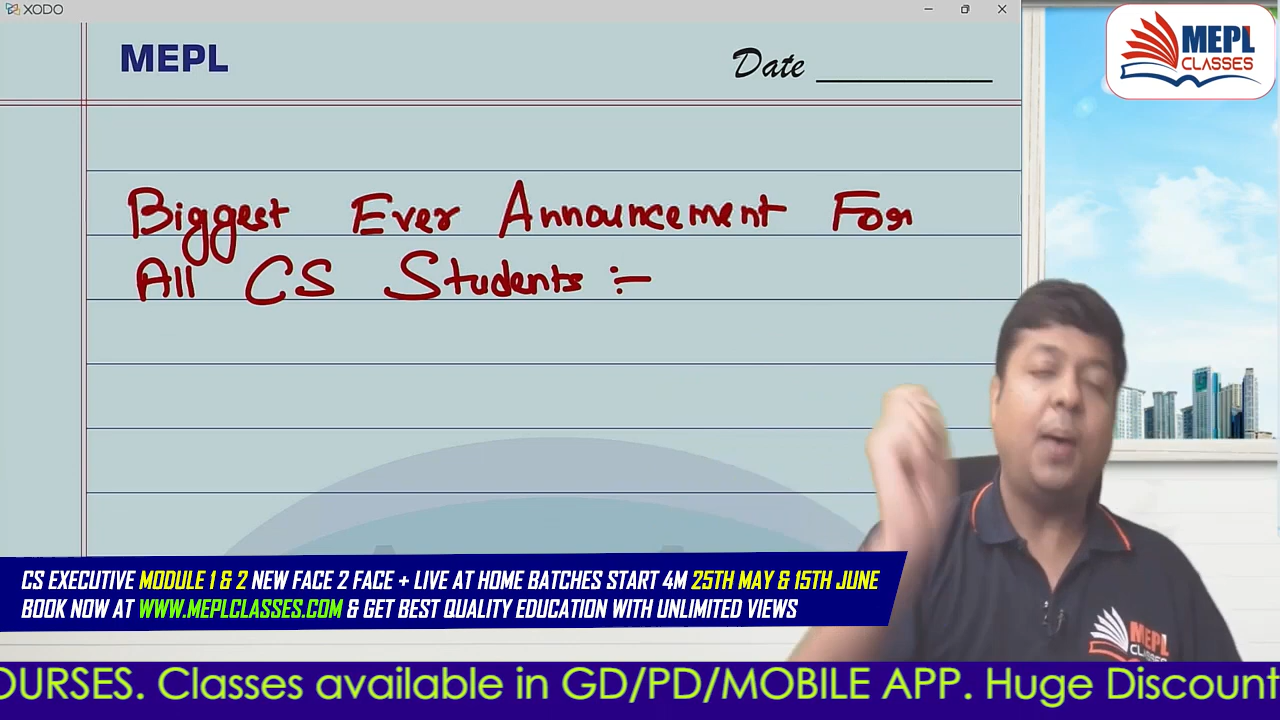 XODO
MEPL
Date
MEPL
CLASSES
Biggest Ever Announcement For
All CS Students :-
CS EXECUTIVE MODULE 1 & 2 NEW FACE 2 FACE + LIVE AT HOME BATCHES START 4M 25TH MAY & 15TH JUNE
BOOK NOW AT WWW.MEPLCLASSES.COM & GET BEST QUALITY EDUCATION WITH UNLIMITED VIEWS
MEPL
CLASSES
OURSES. Classes available in GD/PD/MOBILE APP. Huge Discount